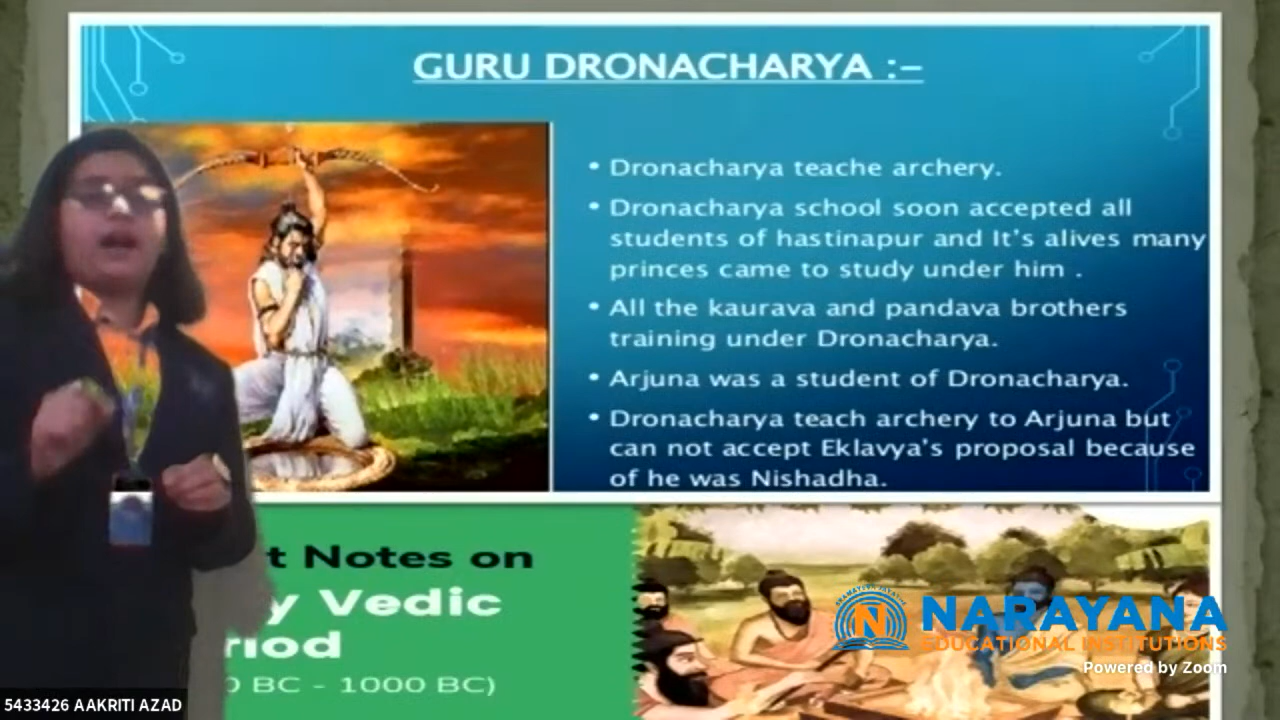 GURU DRONACHARYA :–
• Dronacharya teache archery.
• Dronacharya school soon accepted all
students of hastinapur and It's alives many
princes came to study under him .
• All the kaurava and pandava brothers
training under Dronacharya.
• Arjuna was a student of Dronacharya.
• Dronacharya teach archery to Arjuna but
can not accept Eklavya's proposal because
of he was Nishadha.
t Notes on
y Vedic
riod
0 BC – 1000 BC)
N
NARAYANA
EDUCATIONAL INSTITUTIONS
Powered by Zoom
5433426 AAKRITI AZAD